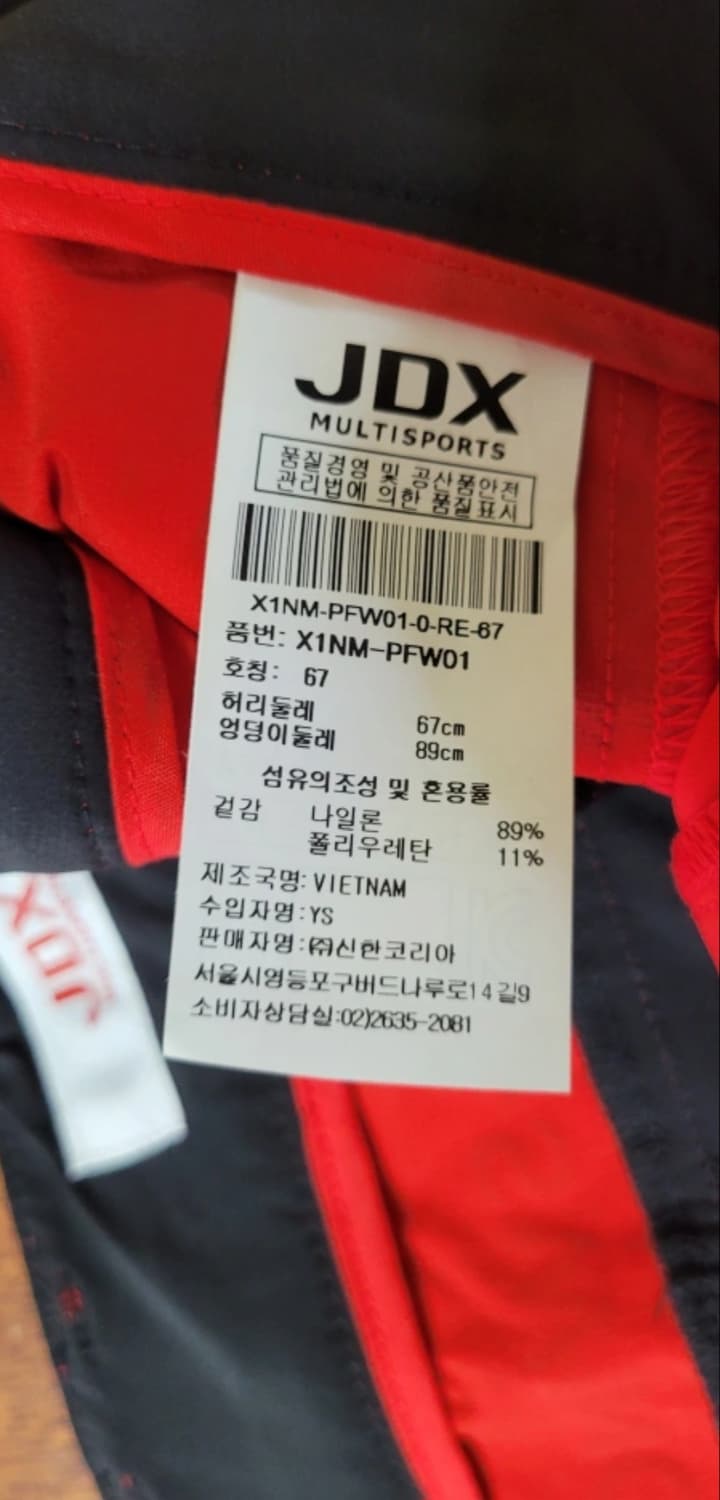 JDX
MULTISPORTS
품질경영 및 공산품안전
관리법에 의한 품질표시
X1NM-PFW01-0-RE-67
품번: X1NM-PFW01
호칭: 67
허리둘레 67cm
엉덩이둘레 89cm
섬유의조성 및 혼용률
겉감 나일론 89%
폴리우레탄 11%
제조국명: VIETNAM
수입자명: YS
판매자명: ㈜신한코리아
서울시영등포구버드나루로14길9
소비자상담실:02)2635-2081
JDX